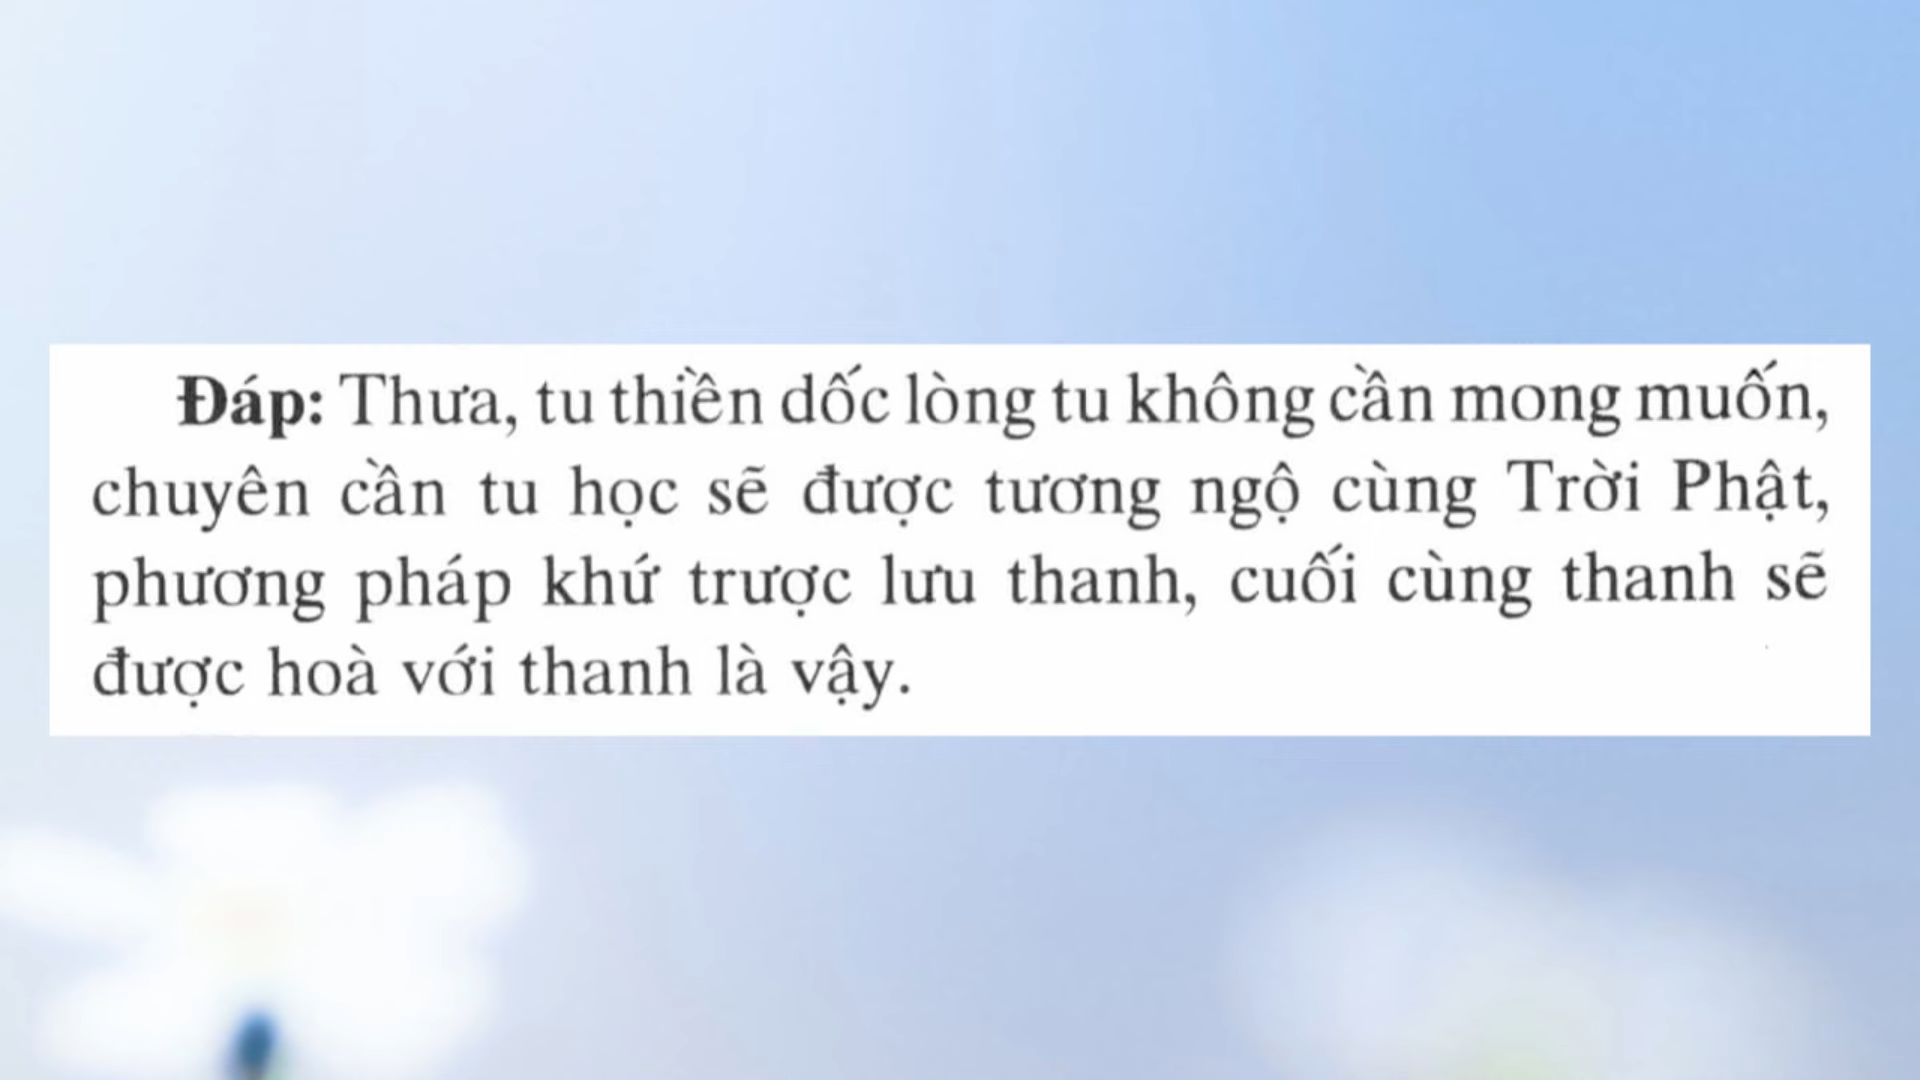 Đáp: Thưa, tu thiền dốc lòng tu không cần mong muốn,
chuyên cần tu học sẽ được tương ngộ cùng Trời Phật,
phương pháp khứ trược lưu thanh, cuối cùng thanh sẽ
được hoà với thanh là vậy.